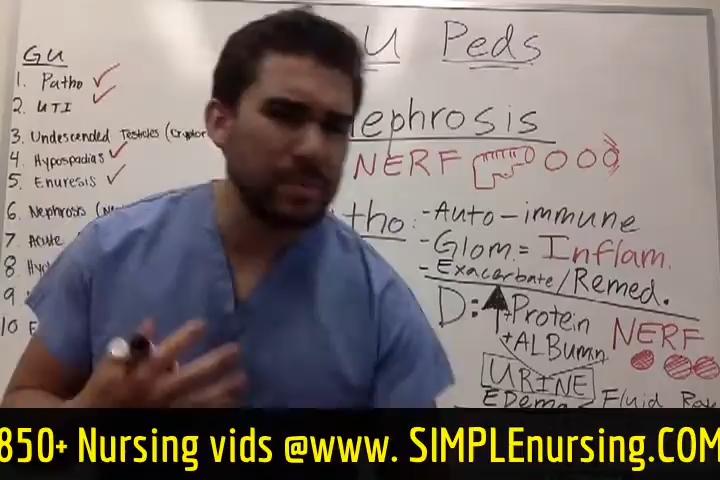 GU
1. Patho
2. UTI
3. Undescended Testicles
4. Hypospadias
5. Enuresis
6. Nephrosis
7. Acute
8.
9
10
U Peds
ephrosis
NERF
tho: - Auto-immune
- Glom. = Inflam.
- Exacerbate/Remed.
D: ↑ + Protein
+ ALBumin
NERF
URINE
EDema
Fluid
850+ Nursing vids @www. SIMPLEnursing.COM